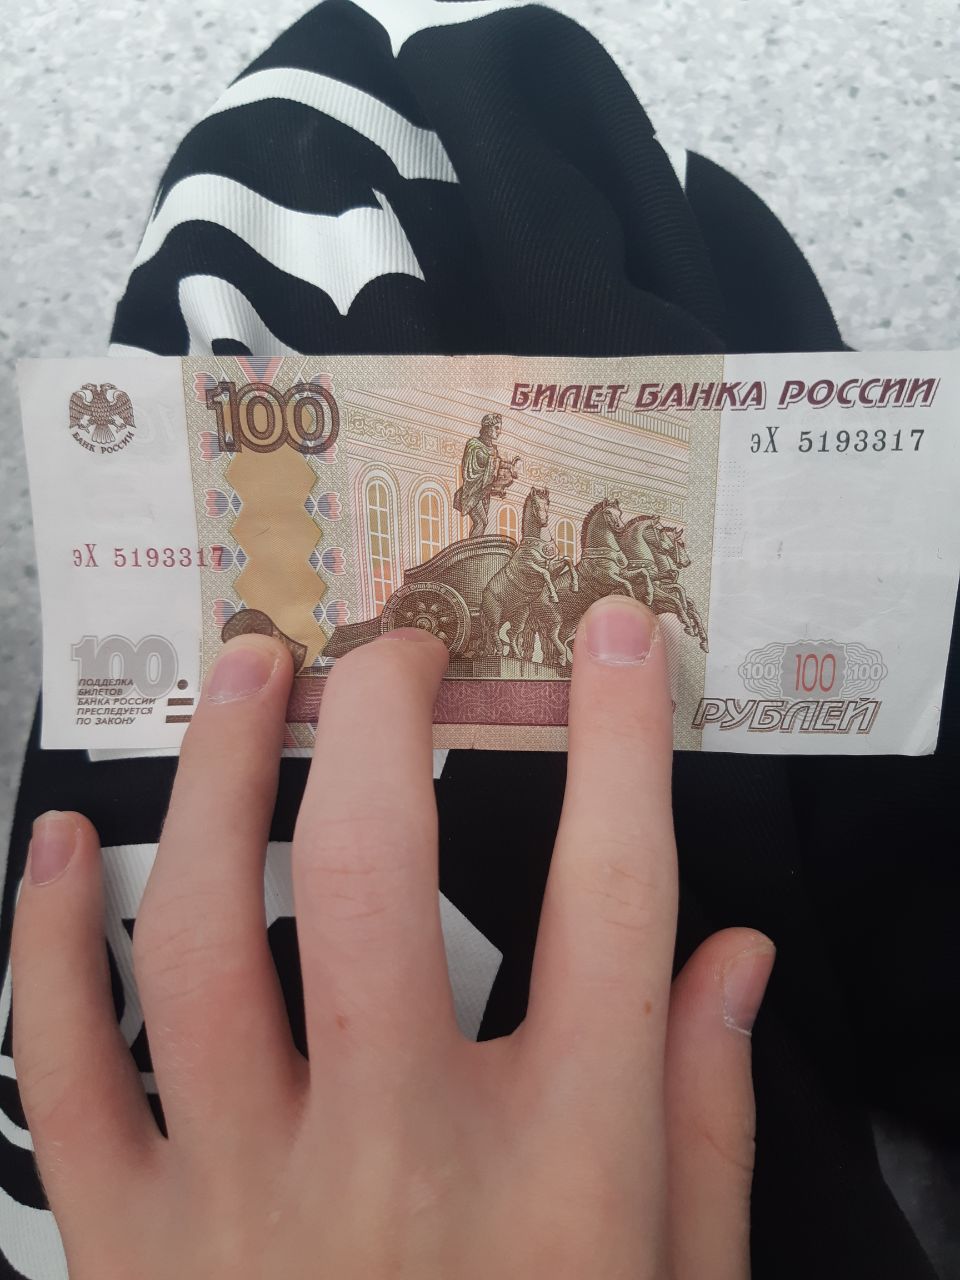 100
БИЛЕТ БАНКА РОССИИ
БАНК РОССИИ
эХ 5193317
эХ 5193317
100
ПОДДЕЛКА
БИЛЕТОВ
БАНКА РОССИИ
ПРЕСЛЕДУЕТСЯ
ПО ЗАКОНУ
100 100 100
РУБЛЕЙ